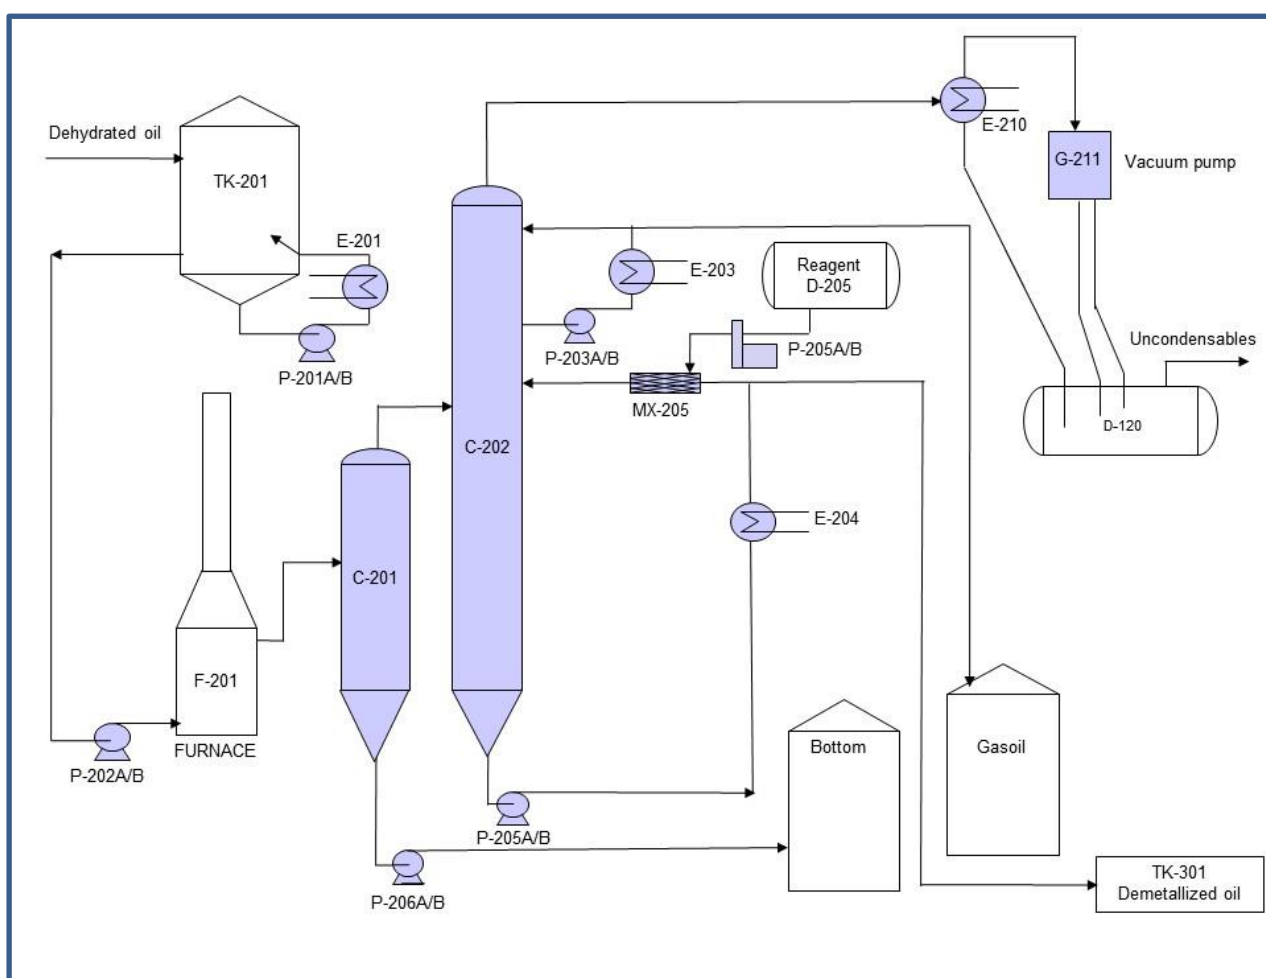 Dehydrated oil
TK-201
E-201
P-201A/B
E-210
G-211
Vacuum pump
E-203
Reagent
D-205
P-203A/B
P-205A/B
Uncondensables
MX-205
D-120
C-202
E-204
C-201
F-201
FURNACE
P-202A/B
Bottom
Gasoil
P-205A/B
P-206A/B
TK-301
Demetallized oil